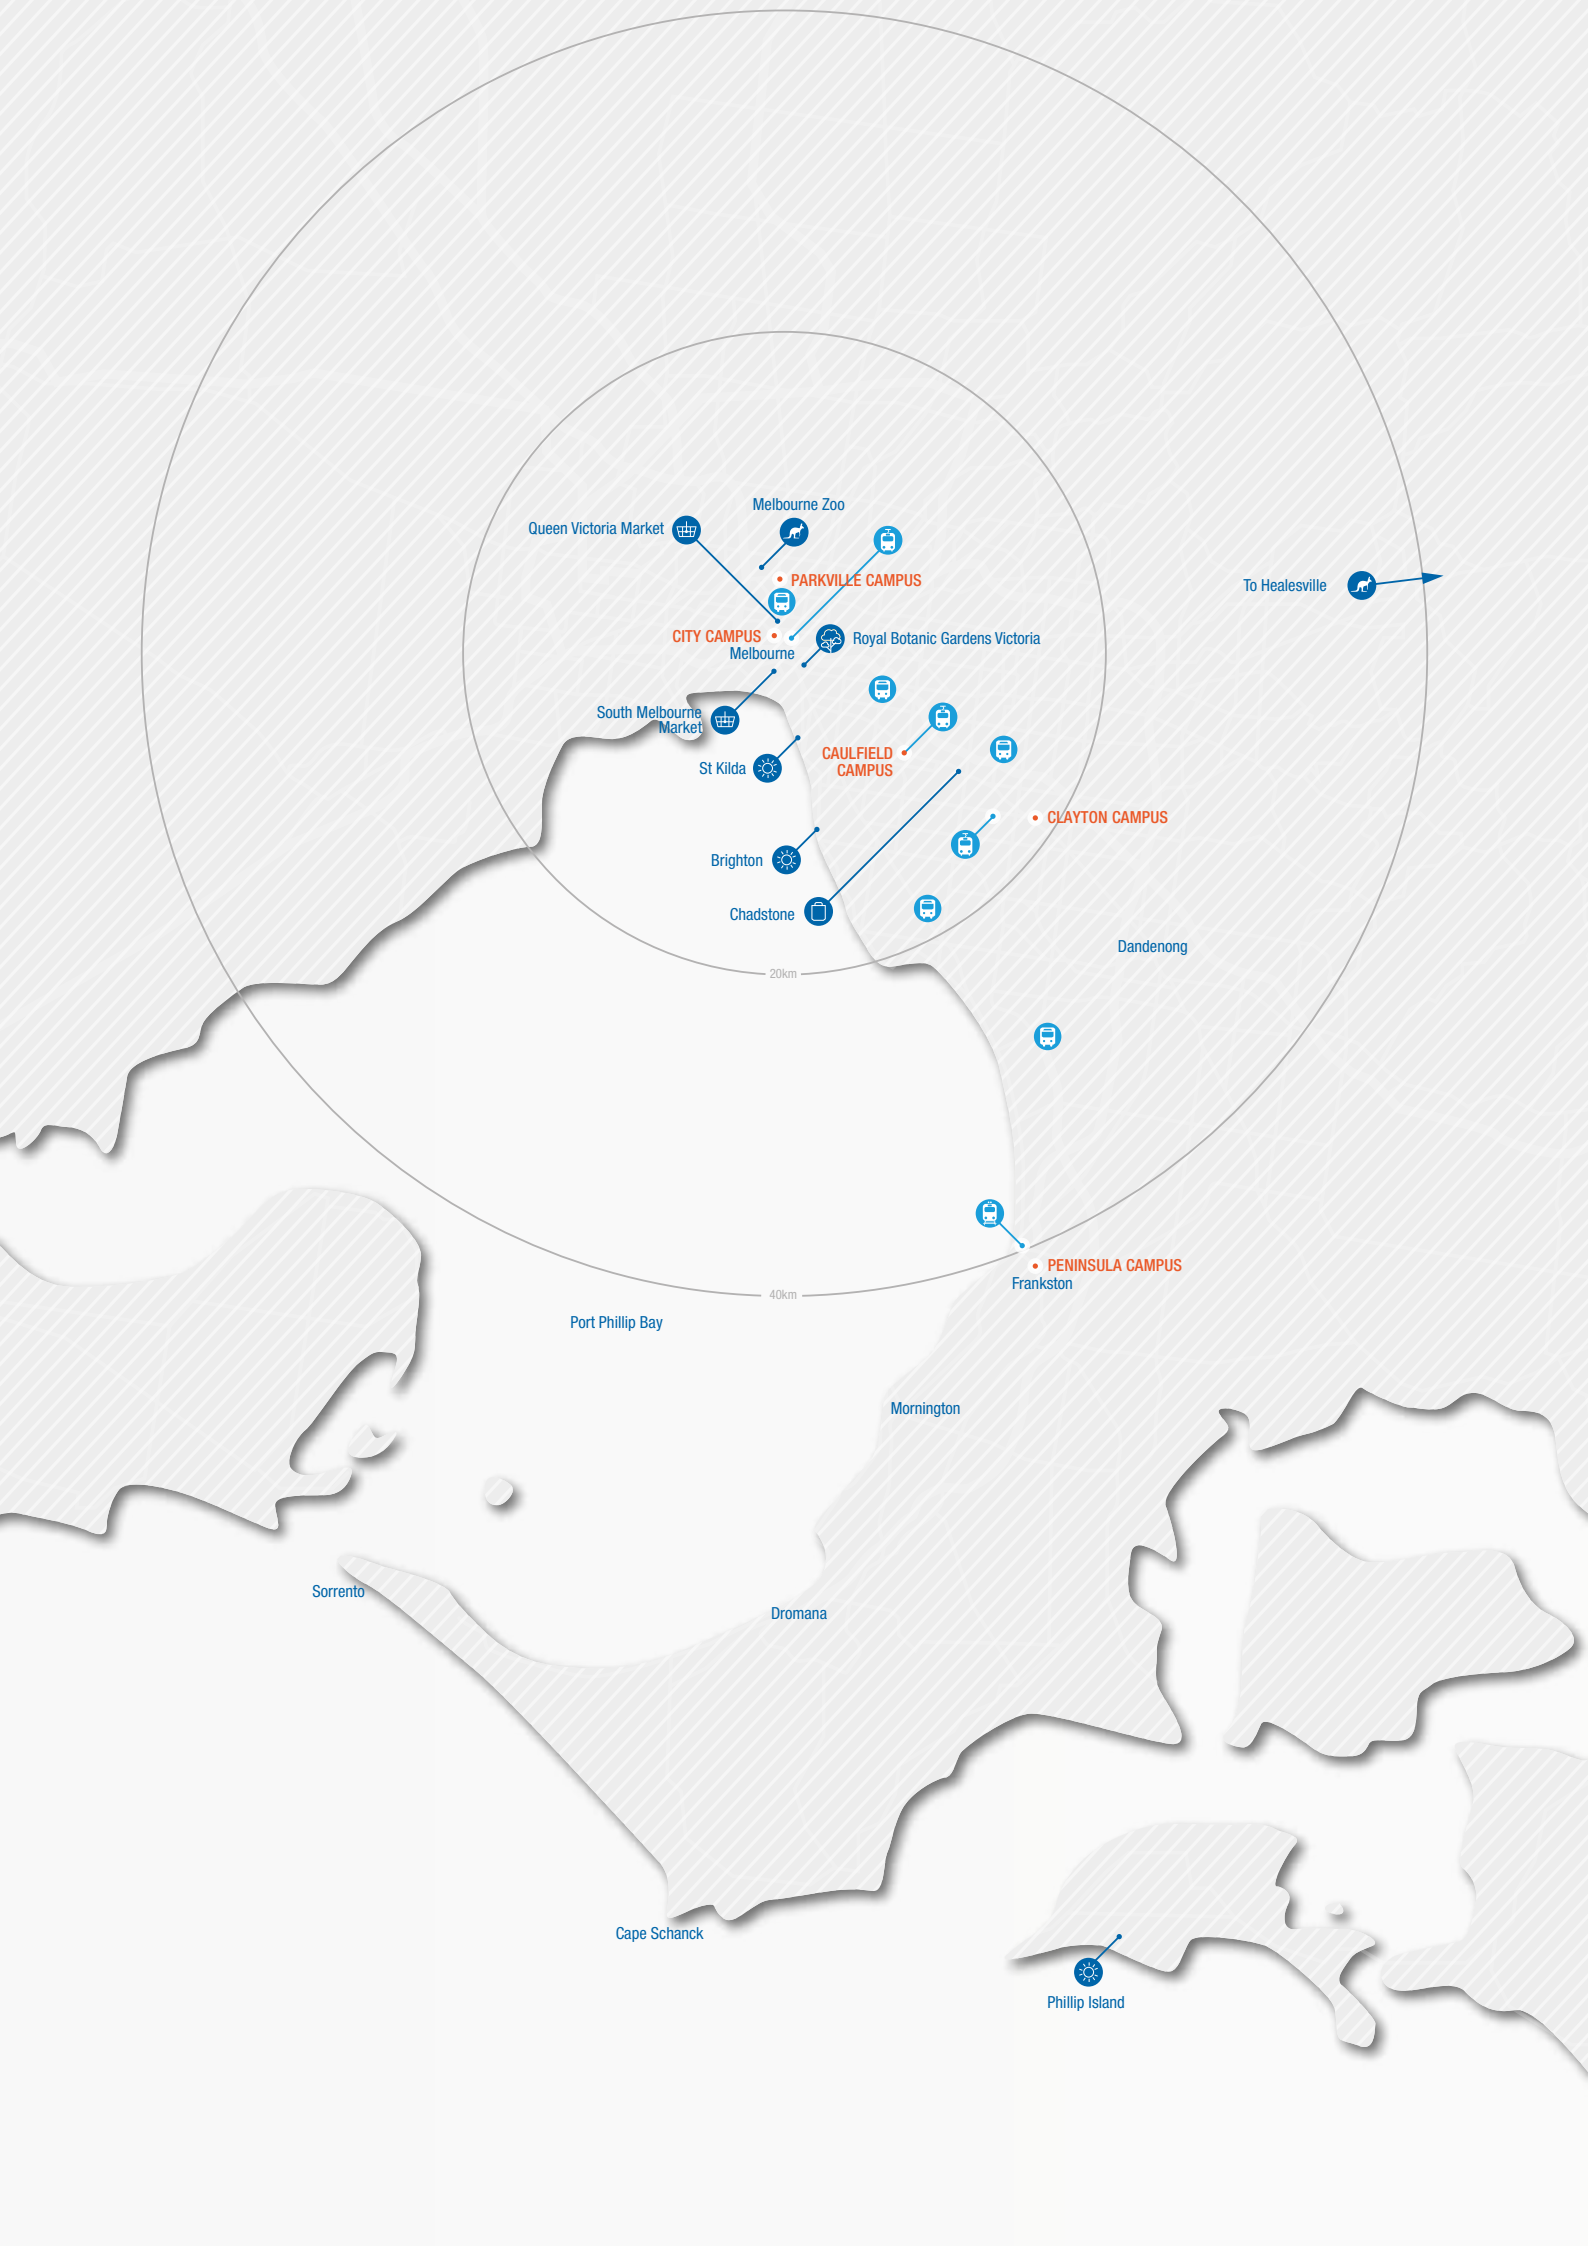 Melbourne Zoo
Queen Victoria Market
PARKVILLE CAMPUS
To Healesville
CITY CAMPUS
Royal Botanic Gardens Victoria
Melbourne
South Melbourne
Market
CAULFIELD
CAMPUS
St Kilda
CLAYTON CAMPUS
Brighton
Chadstone
Dandenong
20km
PENINSULA CAMPUS
Frankston
40km
Port Phillip Bay
Mornington
Sorrento
Dromana
Cape Schanck
Phillip Island